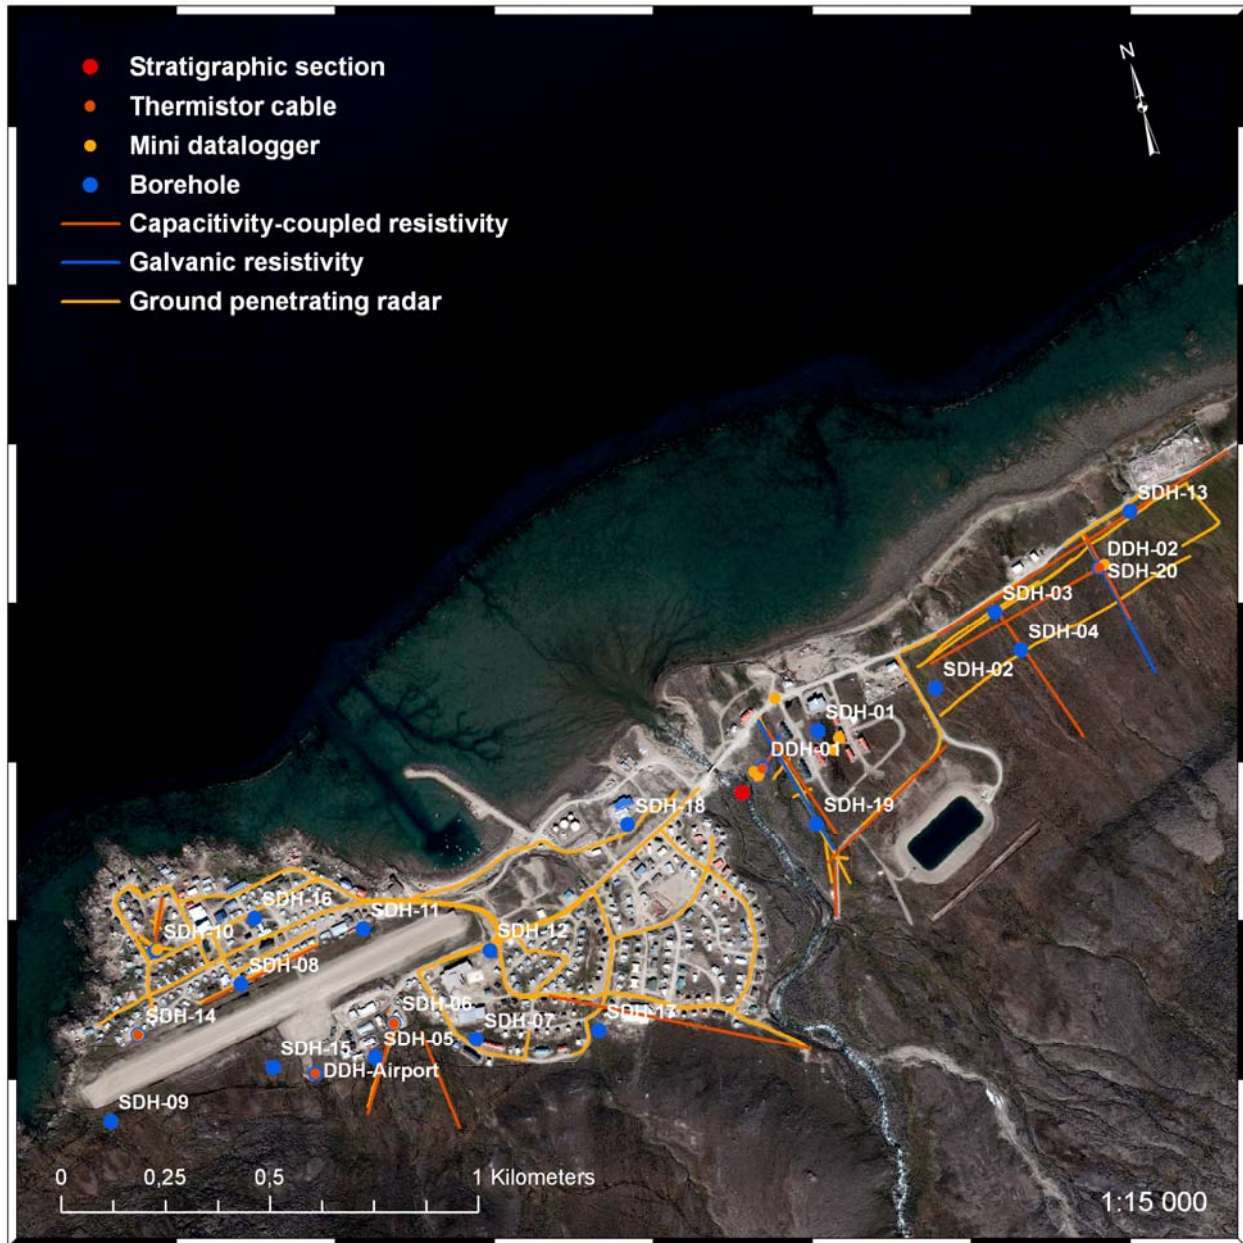 N
Stratigraphic section
Thermistor cable
Mini datalogger
Borehole
Capacitivity-coupled resistivity
Galvanic resistivity
Ground penetrating radar
SDH-13
DDH-02
SDH-20
SDH-03
SDH-04
SDH-02
SDH-01
DDH-01
SDH-19
SDH-18
SDH-16
SDH-11
SDH-10
SDH-12
SDH-08
SDH-14
SDH-06
SDH-07
SDH-17
SDH-15
SDH-05
DDH-Airport
SDH-09
0 0,25 0,5 1 Kilometers
1:15 000